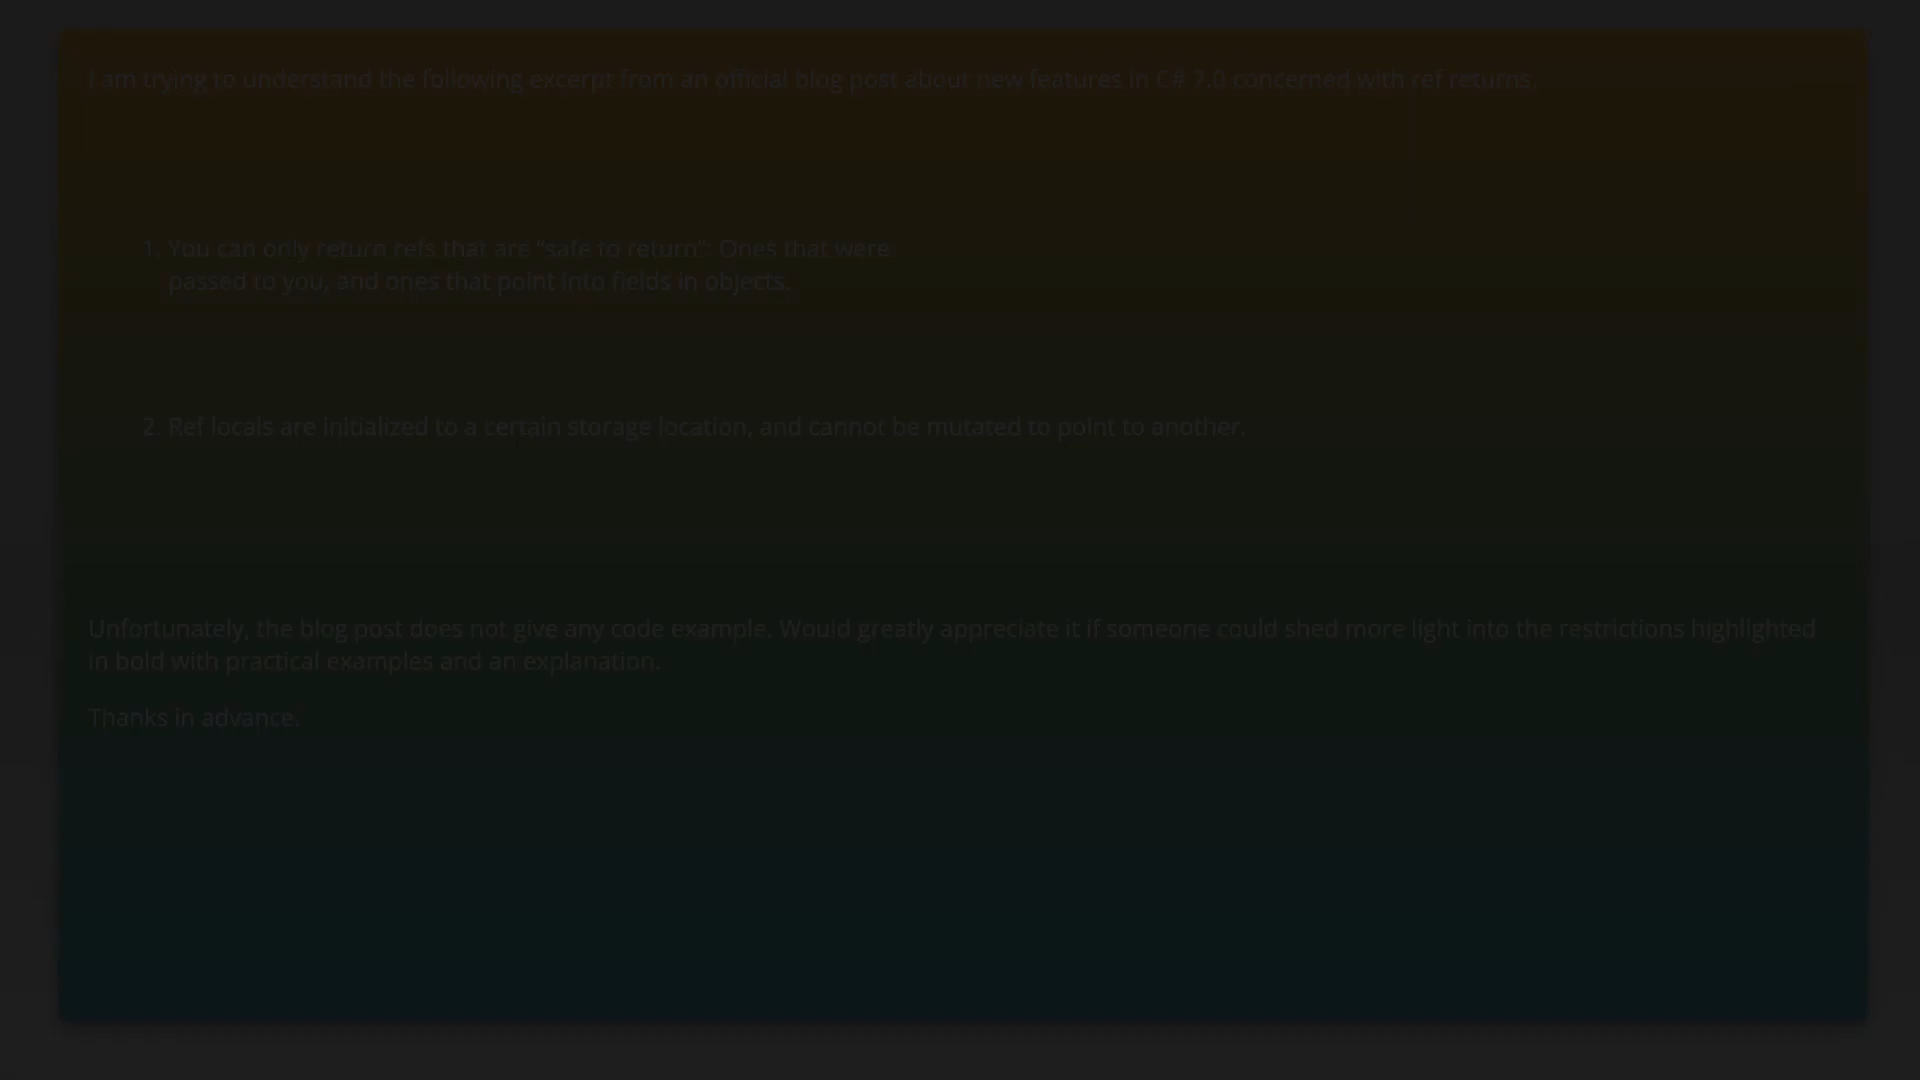 I am trying to understand the following excerpt from an official blog post about new features in C# 7.0 concerned with ref returns.
1. You can only return refs that are “safe to return”: Ones that were
passed to you, and ones that point into fields in objects.
2. Ref locals are initialized to a certain storage location, and cannot be mutated to point to another.
Unfortunately, the blog post does not give any code example. Would greatly appreciate it if someone could shed more light into the restrictions highlighted
in bold with practical examples and an explanation.
Thanks in advance.